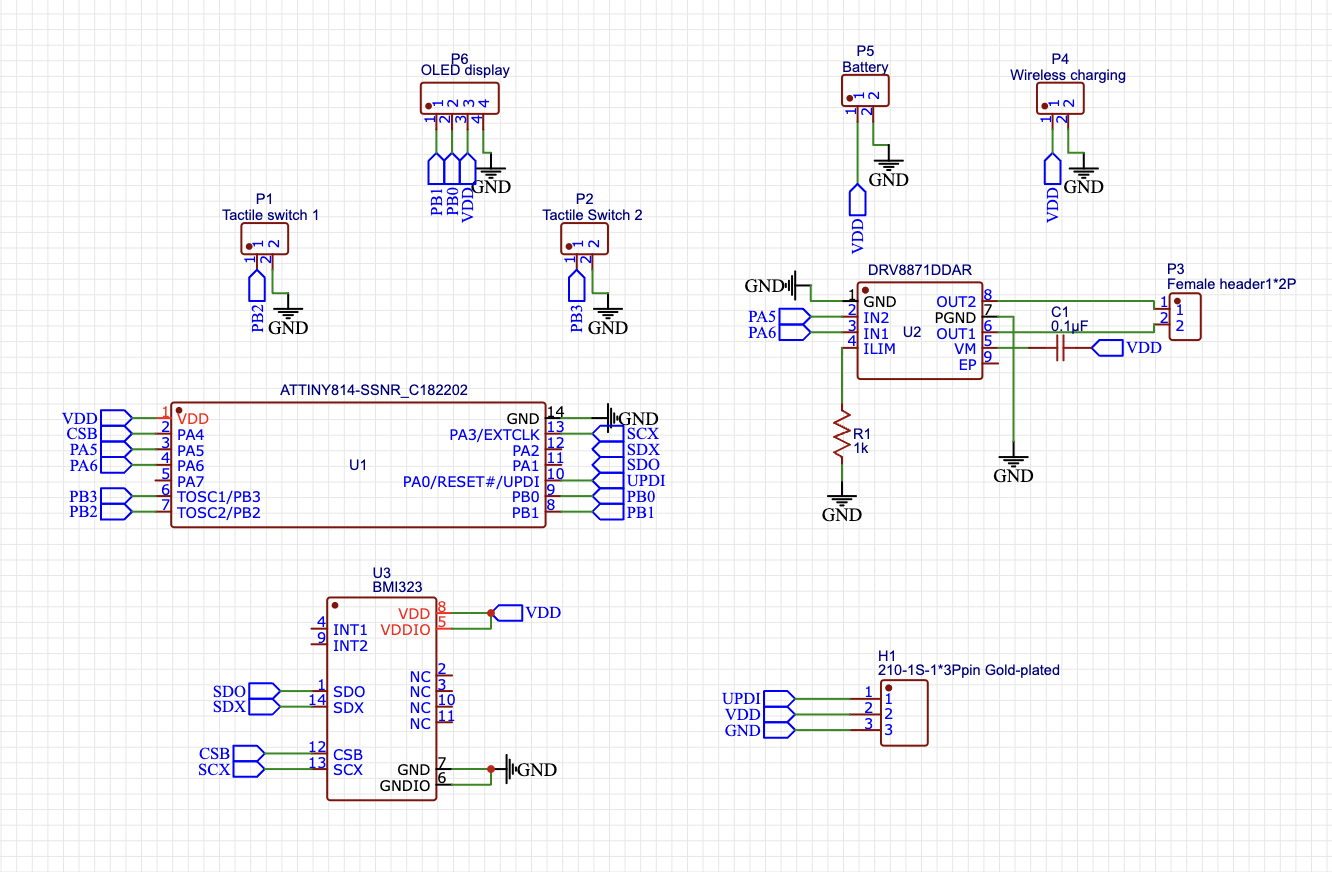 P6
OLED display
1 2 3 4
1 2 3 4
PB1 PB0 VDD GND
P5
Battery
1 2
1 2
GND
VDD
P4
Wireless charging
1 2
1 2
GND
VDD
P1
Tactile switch 1
1 2
1 2
PB2 GND
P2
Tactile Switch 2
1 2
1 2
PB3 GND
DRV8871DDAR
GND 1 GND OUT2 8
PA5 2 IN2 PGND 7
PA6 3 IN1 U2 OUT1 6
4 ILIM VM 5
EP 9
C1
0.1µF
VDD
P3
Female header1*2P
1 1
2 2
R1
1k
GND
GND
ATTINY814-SSNR_C182202
U1
VDD 1 VDD GND 14 GND
CSB 2 PA4 PA3/EXTCLK 13 SCX
PA5 3 PA5 PA2 12 SDX
PA6 4 PA6 PA1 11 SDO
5 PA7 PA0/RESET#/UPDI 10 UPDI
PB3 6 TOSC1/PB3 PB0 9 PB0
PB2 7 TOSC2/PB2 PB1 8 PB1
U3
BMI323
VDD 8 VDD
4 INT1 VDDIO 5
9 INT2
NC 2
SDO 1 SDO NC 3
SDX 14 SDX NC 10
NC 11
CSB 12 CSB
SCX 13 SCX GND 7 GND
GNDIO 6
H1
210-1S-1*3Ppin Gold-plated
UPDI 1 1
VDD 2 2
GND 3 3